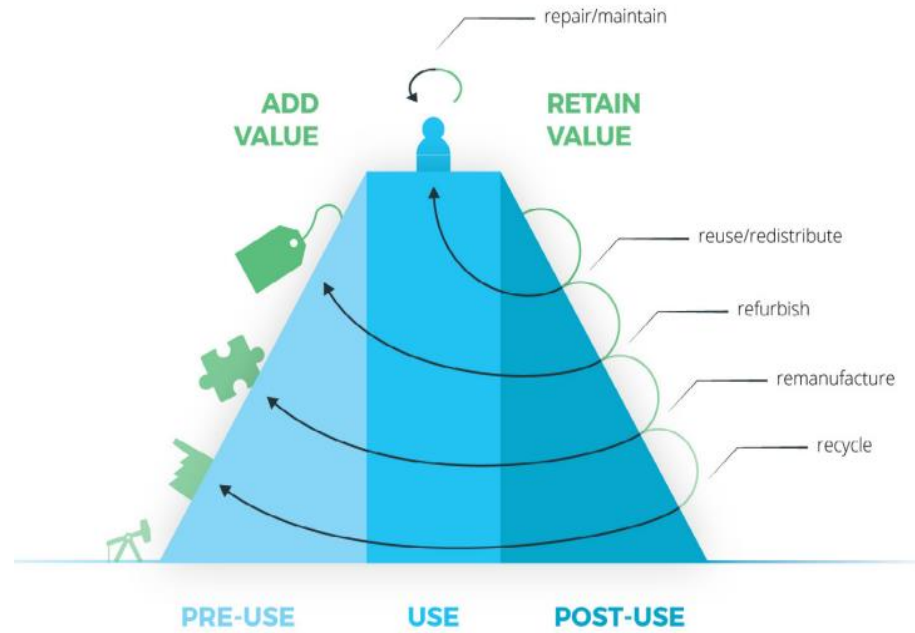 repair/maintain
ADD
VALUE
RETAIN
VALUE
reuse/redistribute
refurbish
remanufacture
recycle
PRE-USE
USE
POST-USE